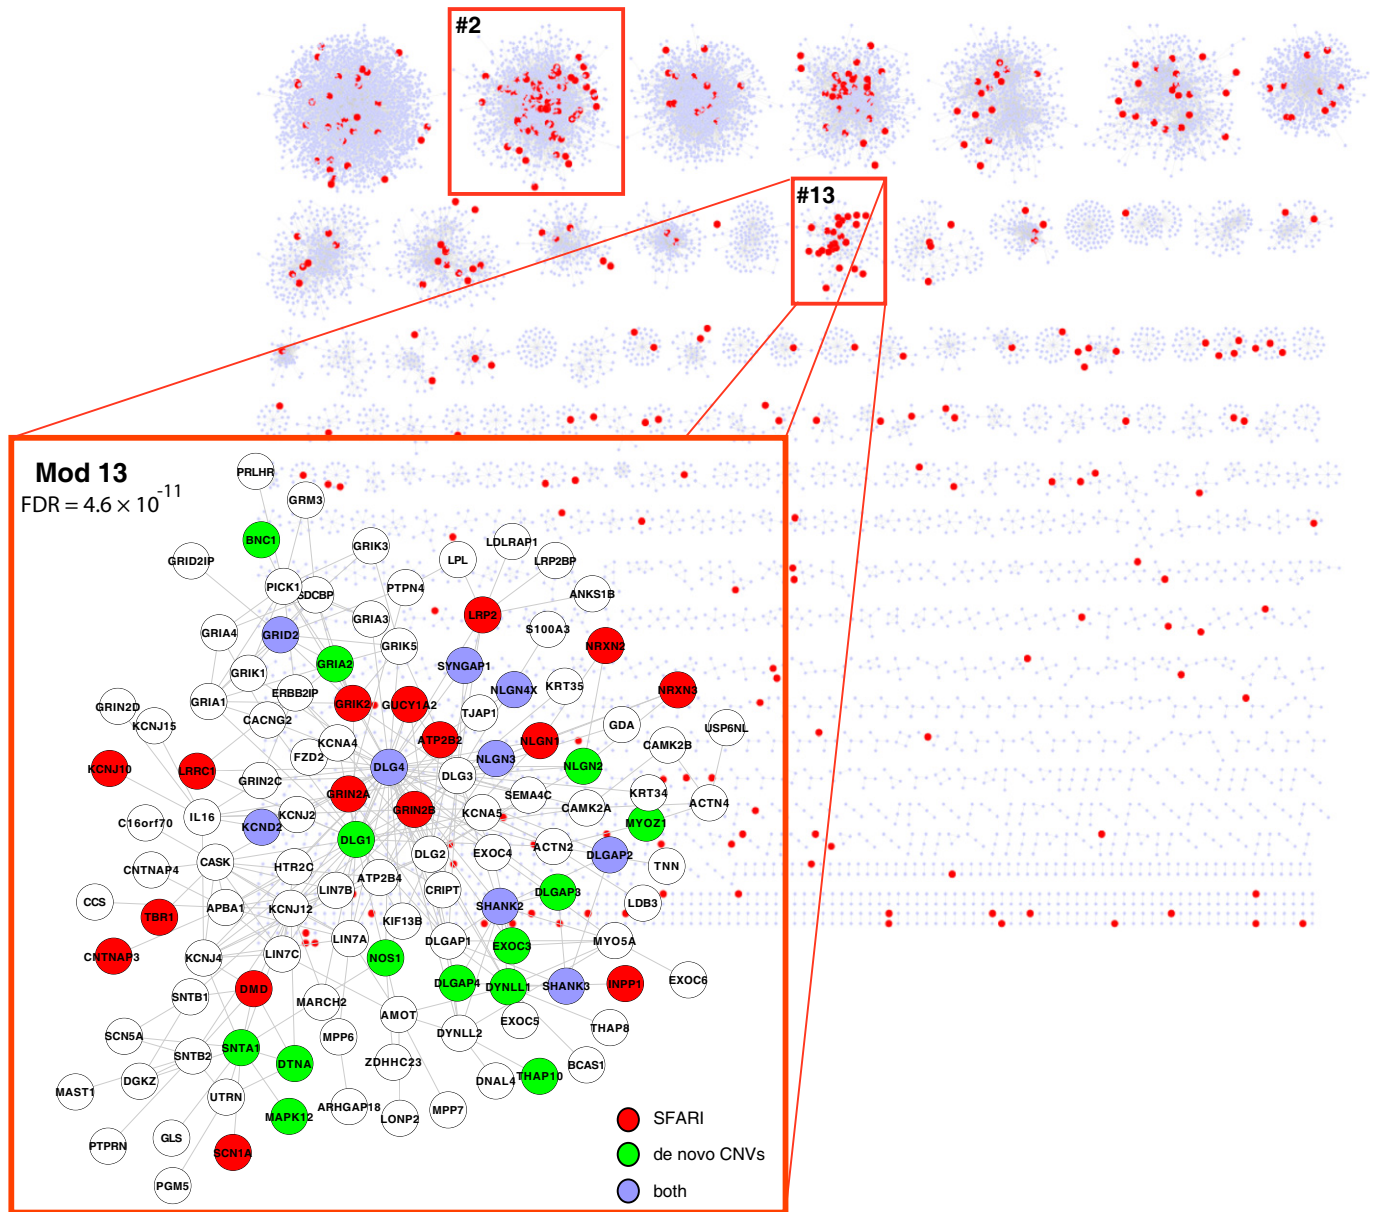 #2
#13
Mod 13
FDR = 4.6 × 10-11
PRLHR
GRM3
BNC1
GRIK3
LDLRAP1
GRID2IP
LPL
LRP2BP
PICK1
SDCBP
PTPN4
ANKS1B
LRP2
GRIA3
GRIA4
GRID2
S100A3
GRIK5
NRXN2
GRIA2
SYNGAP1
GRIK1
KRT35
NLGN4X
NRXN3
ERBB2IP
GRIA1
GRIK2
GUCY1A2
GRIN2D
TJAP1
CACNG2
KCNJ15
GDA
USP6NL
KCNA4
ATP2B2
NLGN1
CAMK2B
FZD2
NLGN3
KCNJ10
LRRC1
DLG4
NLGN2
DLG3
GRIN2C
GRIN2A
SEMA4C
KRT34
ACTN4
CAMK2A
GRIN2B
KCNA5
KCNJ2
IL16
C16orf70
KCND2
MYOZ1
DLG1
ACTN2
EXOC4
DLG2
DLGAP2
CASK
HTR2C
TNN
CNTNAP4
ATP2B4
LIN7B
CRIPT
DLGAP3
CCS
LDB3
APBA1
KCNJ12
SHANK2
TBR1
KIF13B
LIN7A
DLGAP1
MYO5A
EXOC3
CNTNAP3
KCNJ4
LIN7C
NOS1
EXOC6
DMD
DLGAP4
DYNLL1
SHANK3
INPP1
SNTB1
MARCH2
AMOT
EXOC5
THAP8
SCN5A
MPP6
DYNLL2
SNTA1
SNTB2
DTNA
ZDHHC23
BCAS1
THAP10
DNAL4
DGKZ
MAST1
UTRN
ARHGAP18
MPP7
MAPK12
LONP2
SFARI
PTPRN
GLS
SCN1A
de novo CNVs
PGM5
both